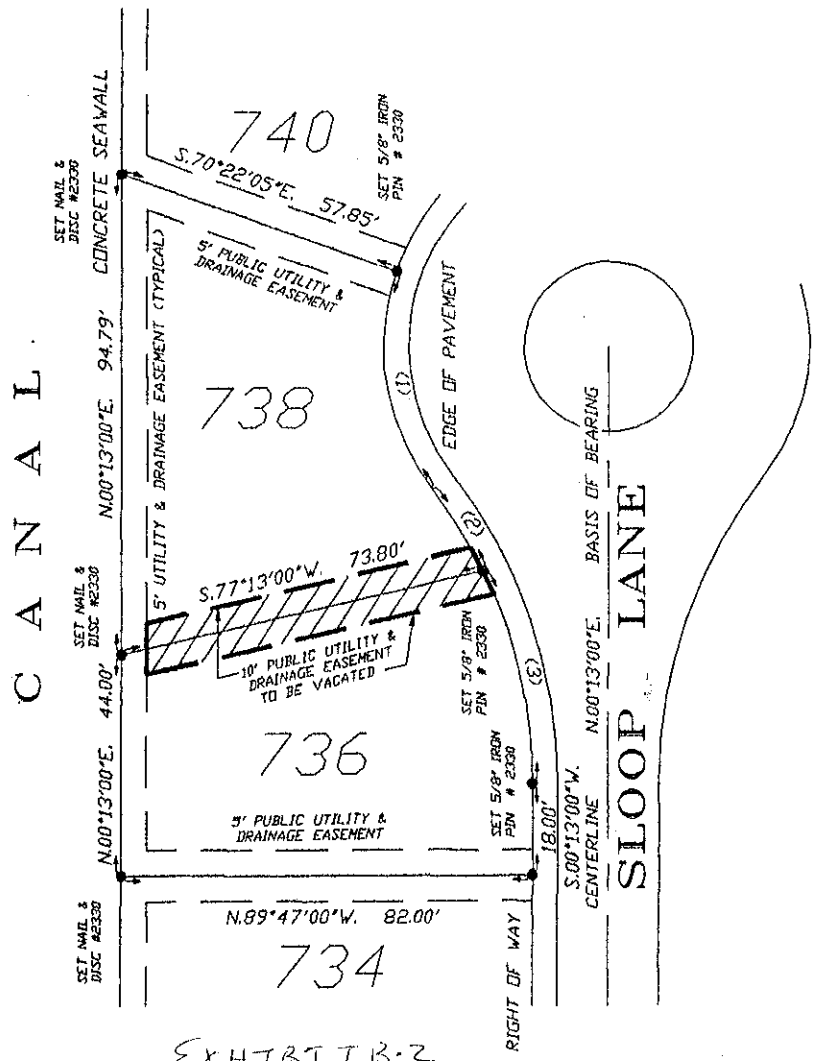 740
S.70°22'05"E. 57.85'
SET 5/8" IRON
PIN # 2330
SET NAIL &
DISC #2330
CONCRETE SEAWALL
5' PUBLIC UTILITY &
DRAINAGE EASEMENT
5' UTILITY & DRAINAGE EASEMENT (TYPICAL)
N.00°13'00"E. 94.79'
CANAL
738
(1)
EDGE OF PAVEMENT
(2)
S.77°13'00"W. 73.80'
SET NAIL &
DISC #2330
10' PUBLIC UTILITY &
DRAINAGE EASEMENT
TO BE VACATED
SET 5/8" IRON
PIN # 2330
(3)
N.00°13'00"E. 44.00'
736
5' PUBLIC UTILITY &
DRAINAGE EASEMENT
SET 5/8" IRON
PIN # 2330
18.00'
S.00°13'00"W.
CENTERLINE N.00°13'00"E. BASIS OF BEARING
SLOOP LANE
SET NAIL &
DISC #2330
N.89°47'00"W. 82.00'
734
RIGHT OF WAY
EXHIBIT B-2